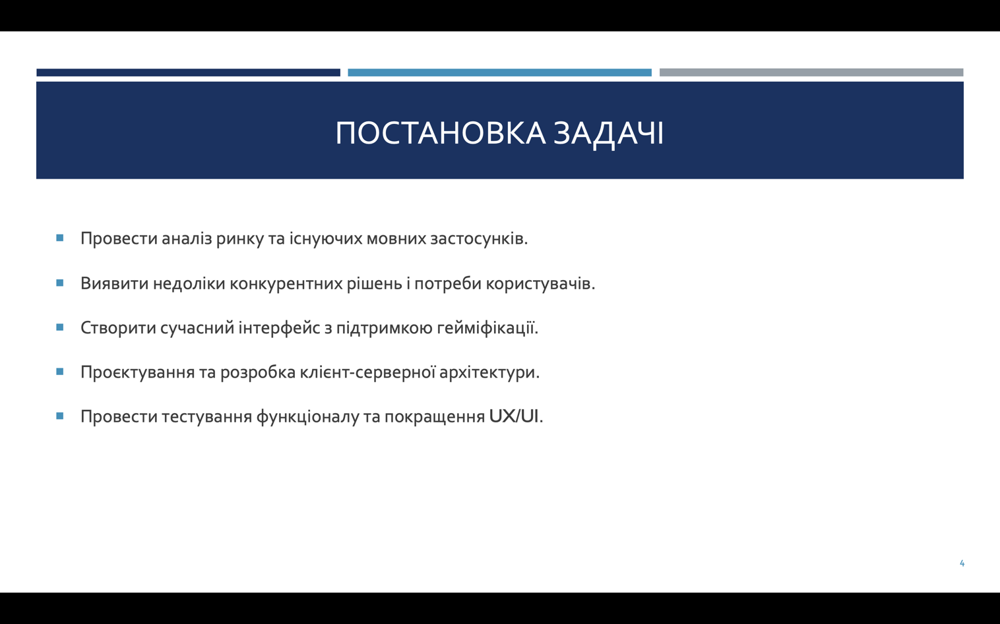 ПОСТАНОВКА ЗАДАЧІ
Провести аналіз ринку та існуючих мовних застосунків.
Виявити недоліки конкурентних рішень і потреби користувачів.
Створити сучасний інтерфейс з підтримкою гейміфікації.
Проєктування та розробка клієнт-серверної архітектури.
Провести тестування функціоналу та покращення UX/UI.
4